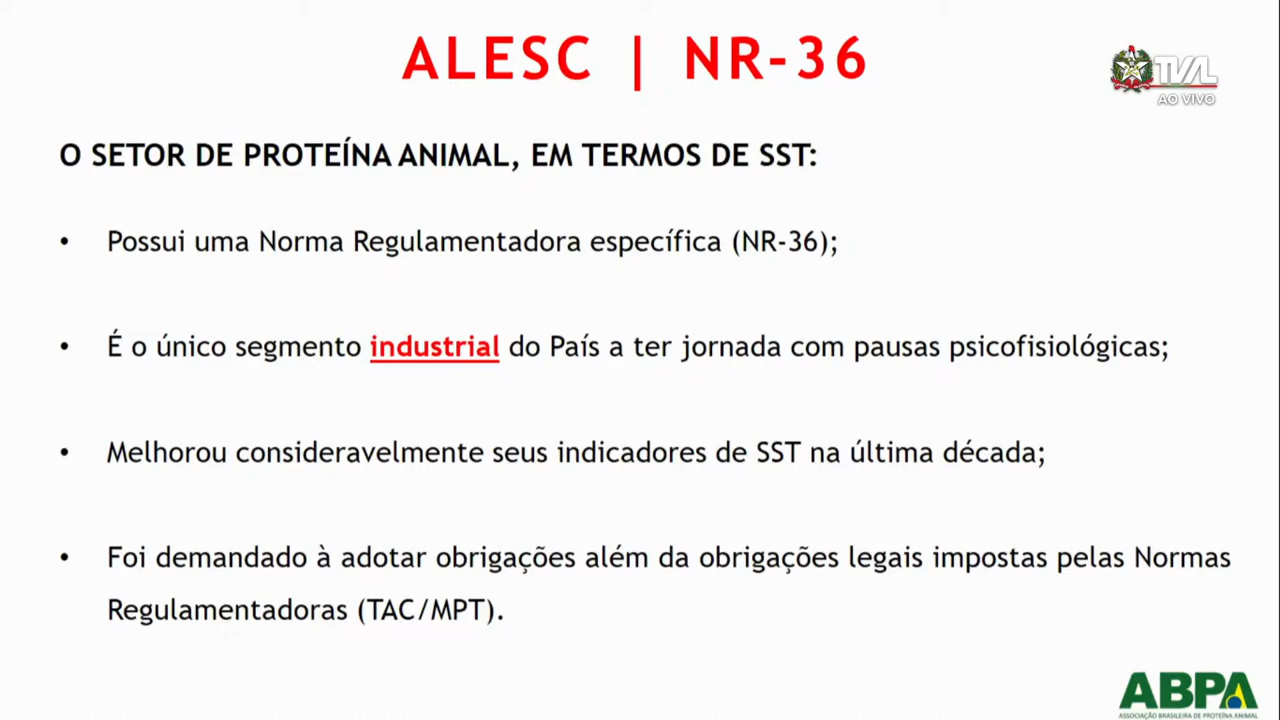 ALESC | NR-36
TVAL
AO VIVO
O SETOR DE PROTEÍNA ANIMAL, EM TERMOS DE SST:
• Possui uma Norma Regulamentadora específica (NR-36);
• É o único segmento industrial do País a ter jornada com pausas psicofisiológicas;
• Melhorou consideravelmente seus indicadores de SST na última década;
• Foi demandado à adotar obrigações além da obrigações legais impostas pelas Normas
Regulamentadoras (TAC/MPT).
ABPA
ASSOCIAÇÃO BRASILEIRA DE PROTEÍNA ANIMAL